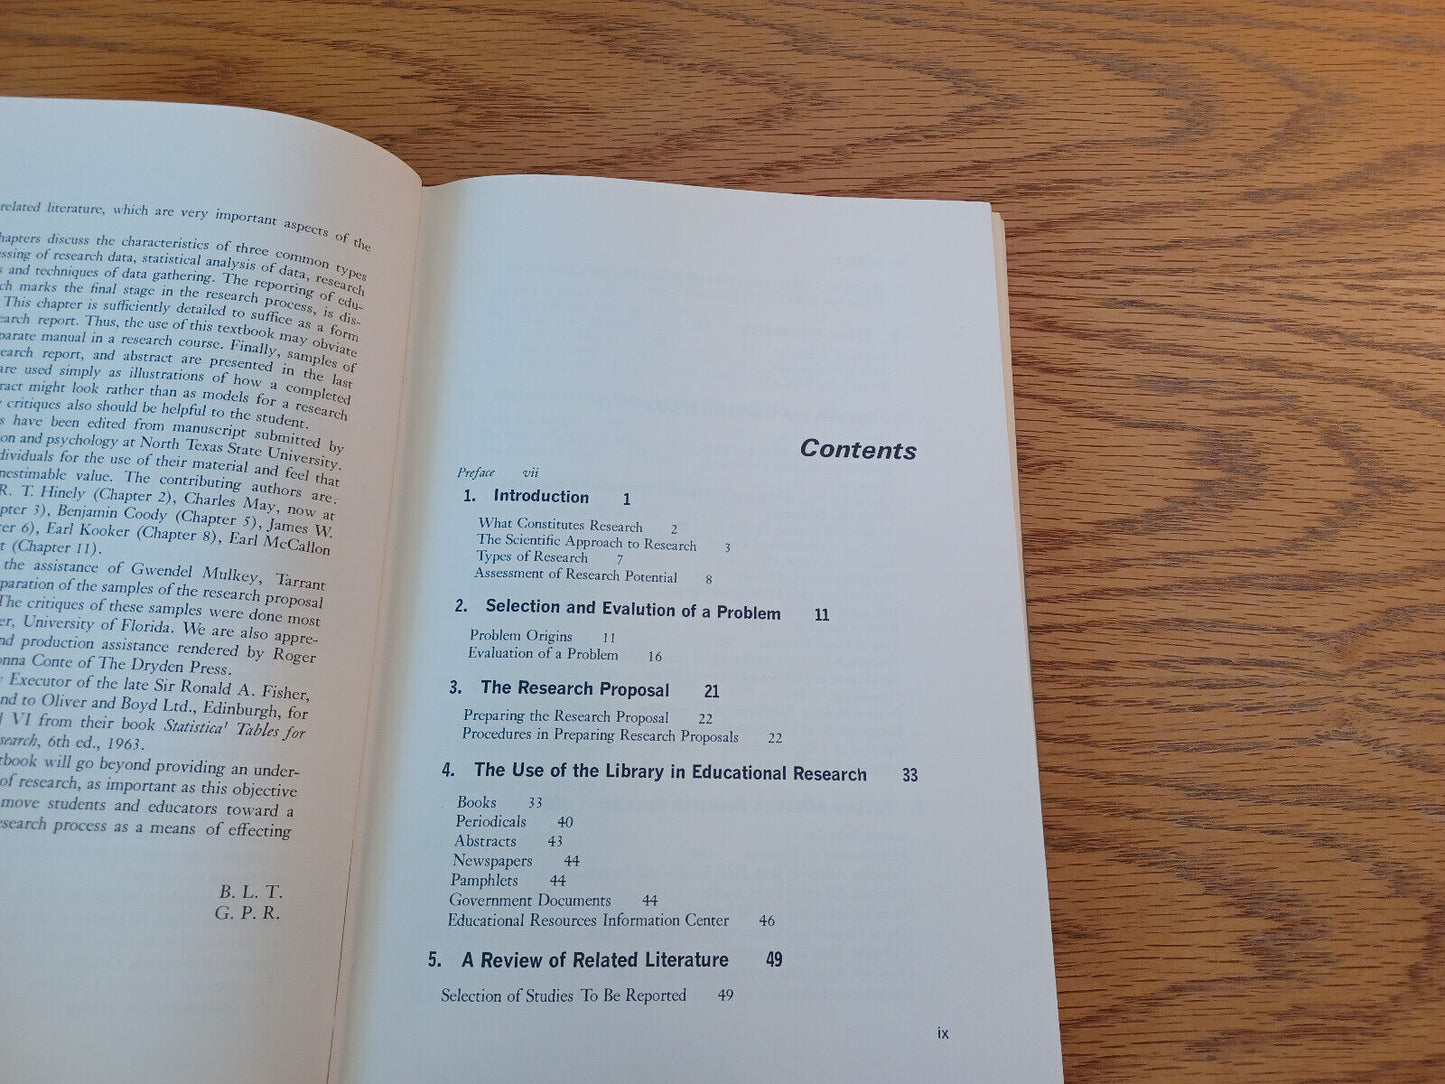 related literature, which are very important aspects of the
hapters discuss the characteristics of three common types
essing of research data, statistical analysis of data, research
s and techniques of data gathering. The reporting of edu-
ch marks the final stage in the research process, is dis-
This chapter is sufficiently detailed to suffice as a form
earch report. Thus, the use of this textbook may obviate
parate manual in a research course. Finally, samples of
earch report, and abstract are presented in the last
are used simply as illustrations of how a completed
ract might look rather than as models for a research
critiques also should be helpful to the student.
s have been edited from manuscript submitted by
on and psychology at North Texas State University.
dividuals for the use of their material and feel that
nestimable value. The contributing authors are:
R. T. Hinely (Chapter 2), Charles May, now at
pter 3), Benjamin Coody (Chapter 5), James W.
er 6), Earl Kooker (Chapter 8), Earl McCallon
t (Chapter 11).
the assistance of Gwendel Mulkey, Tarrant
paration of the samples of the research proposal
The critiques of these samples were done most
er, University of Florida. We are also appre-
nd production assistance rendered by Roger
onna Conte of The Dryden Press.
y Executor of the late Sir Ronald A. Fisher,
nd to Oliver and Boyd Ltd., Edinburgh, for
l VI from their book Statistical Tables for
search, 6th ed., 1963.
tbook will go beyond providing an under-
of research, as important as this objective
move students and educators toward a
esearch process as a means of effecting
B. L. T.
G. P. R.
Contents
Preface vii
1. Introduction 1
What Constitutes Research 2
The Scientific Approach to Research 3
Types of Research 7
Assessment of Research Potential 8
2. Selection and Evalution of a Problem 11
Problem Origins 11
Evaluation of a Problem 16
3. The Research Proposal 21
Preparing the Research Proposal 22
Procedures in Preparing Research Proposals 22
4. The Use of the Library in Educational Research 33
Books 33
Periodicals 40
Abstracts 43
Newspapers 44
Pamphlets 44
Government Documents 44
Educational Resources Information Center 46
5. A Review of Related Literature 49
Selection of Studies To Be Reported 49
ix